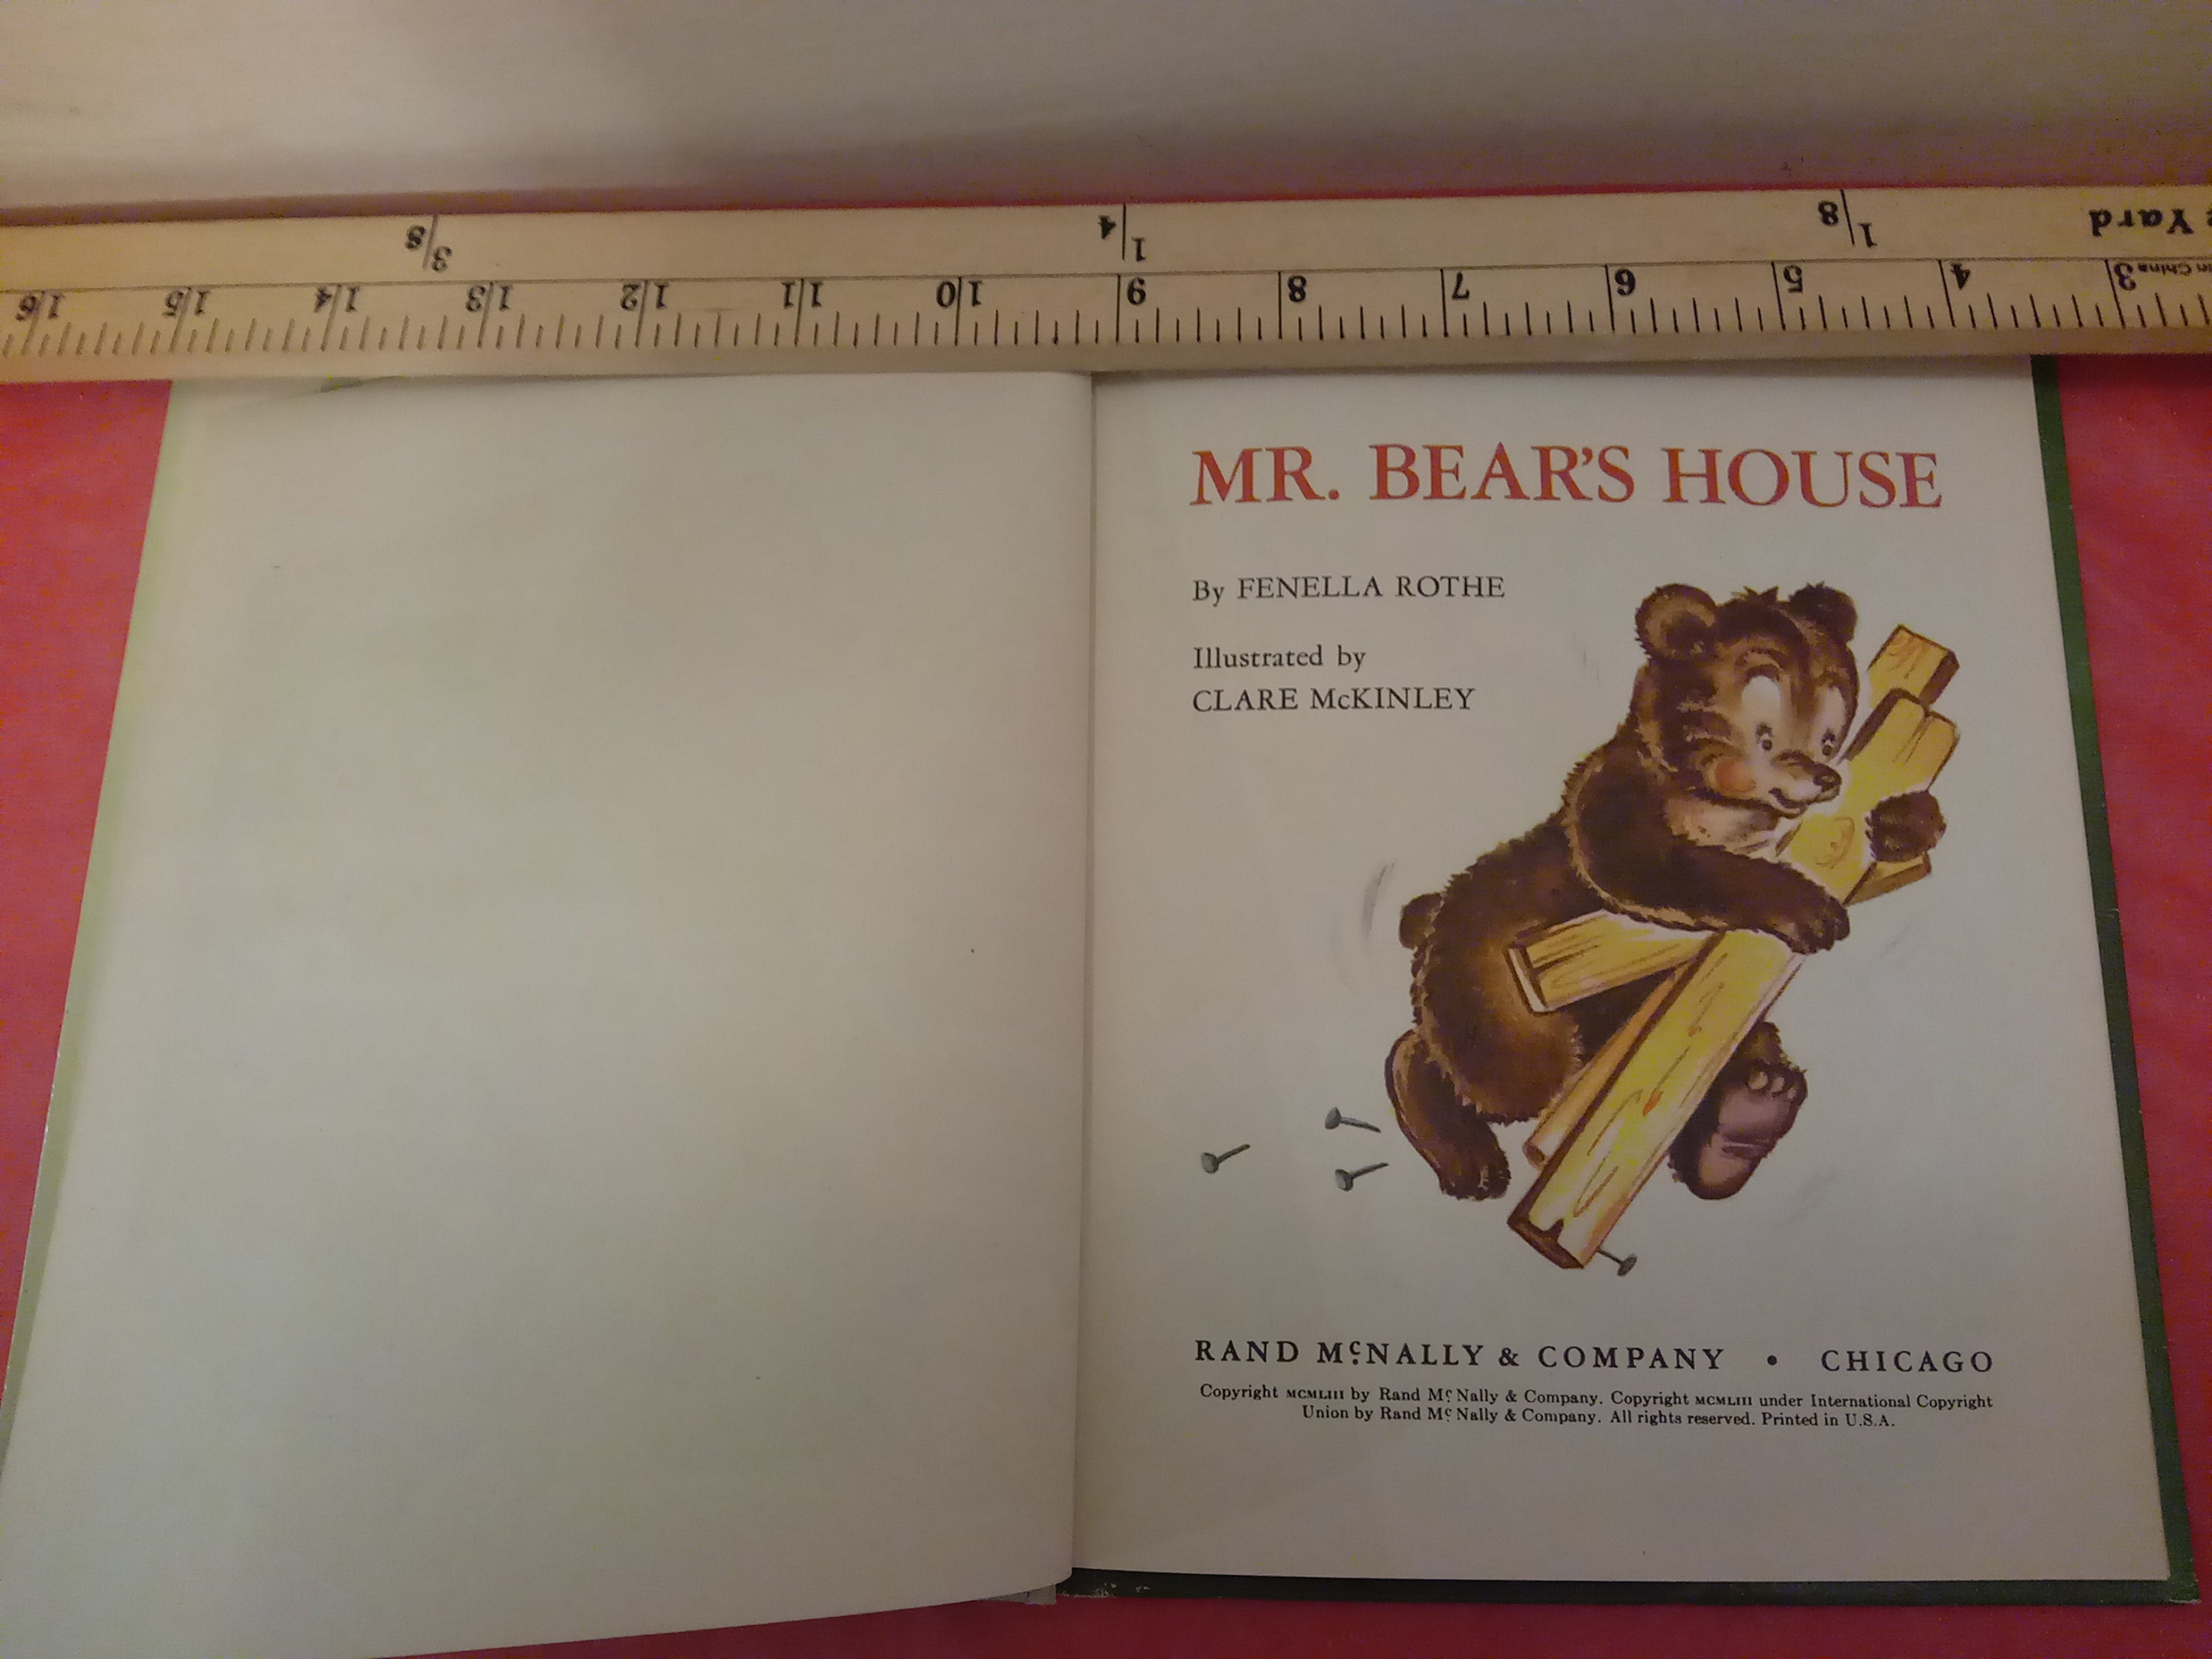 1/8 1/4 3/8
Yard
in China
3 4 5 6 7 8 9 10 11 12 13 14 15 16
MR. BEAR'S HOUSE
By FENELLA ROTHE
Illustrated by
CLARE McKINLEY
RAND McNALLY & COMPANY • CHICAGO
Copyright MCMLIII by Rand McNally & Company. Copyright MCMLIII under International Copyright
Union by Rand McNally & Company. All rights reserved. Printed in U.S.A.